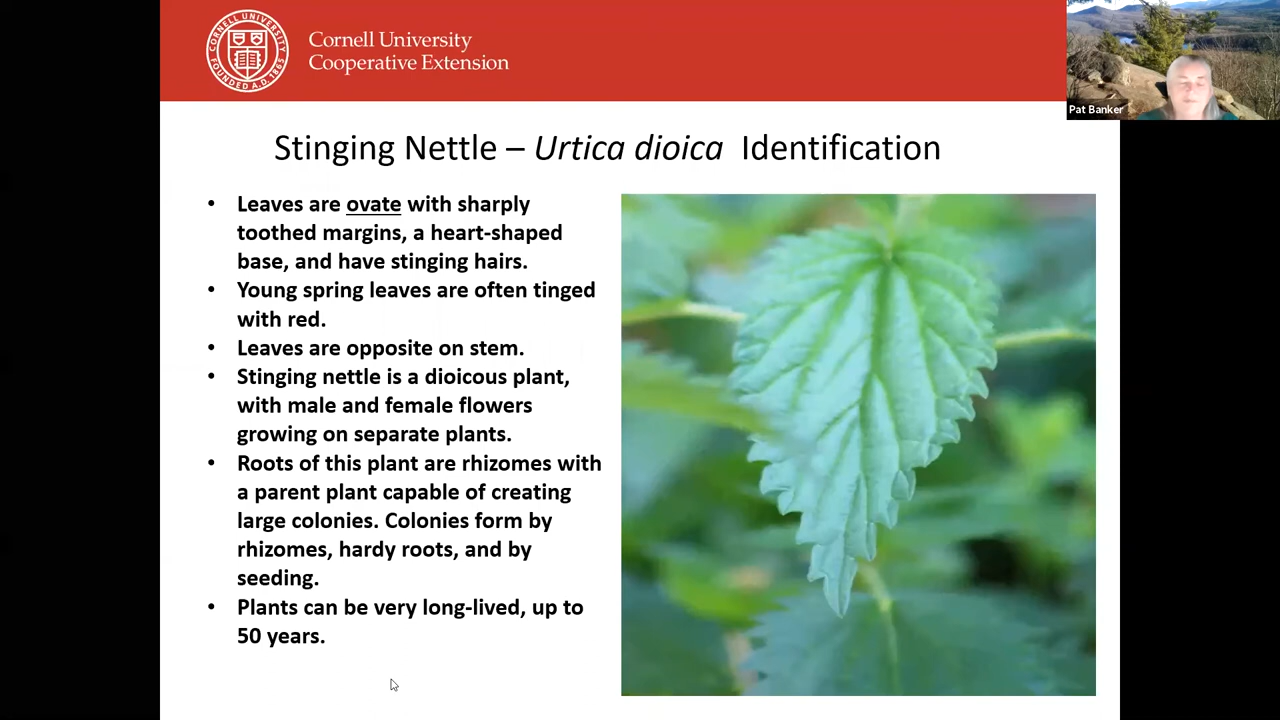 CORNELL UNIVERSITY
FOUNDED A.D. 1865
Cornell University
Cooperative Extension
Pat Banker
Stinging Nettle – Urtica dioica Identification
• Leaves are ovate with sharply
toothed margins, a heart-shaped
base, and have stinging hairs.
• Young spring leaves are often tinged
with red.
• Leaves are opposite on stem.
• Stinging nettle is a dioicous plant,
with male and female flowers
growing on separate plants.
• Roots of this plant are rhizomes with
a parent plant capable of creating
large colonies. Colonies form by
rhizomes, hardy roots, and by
seeding.
• Plants can be very long-lived, up to
50 years.